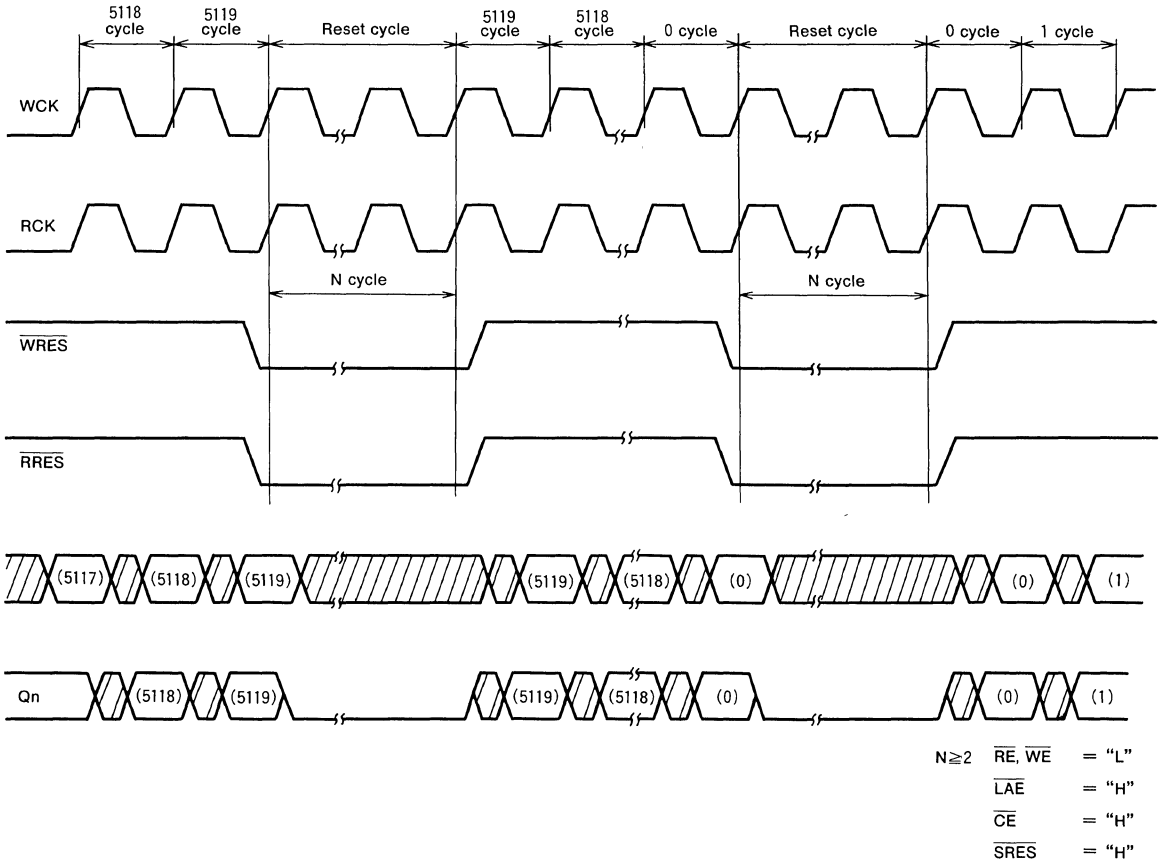 5118 cycle
5119 cycle
Reset cycle
5119 cycle
5118 cycle
0 cycle
Reset cycle
0 cycle
1 cycle
WCK
RCK
N cycle
N cycle
WRES
RRES
(5117)
(5118)
(5119)
(5119)
(5118)
(0)
(0)
(1)
Qn
(5118)
(5119)
(5119)
(5118)
(0)
(0)
(1)
N≧2 RE, WE = “L”
LAE = “H”
CE = “H”
SRES = “H”